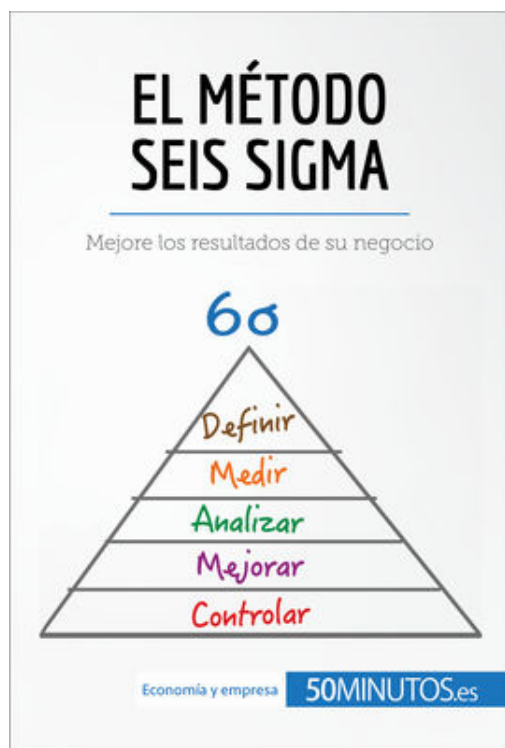 EL MÉTODO
SEIS SIGMA
Mejore los resultados de su negocio
6σ
Definir
Medir
Analizar
Mejorar
Controlar
Economía y empresa
50MINUTOS.es